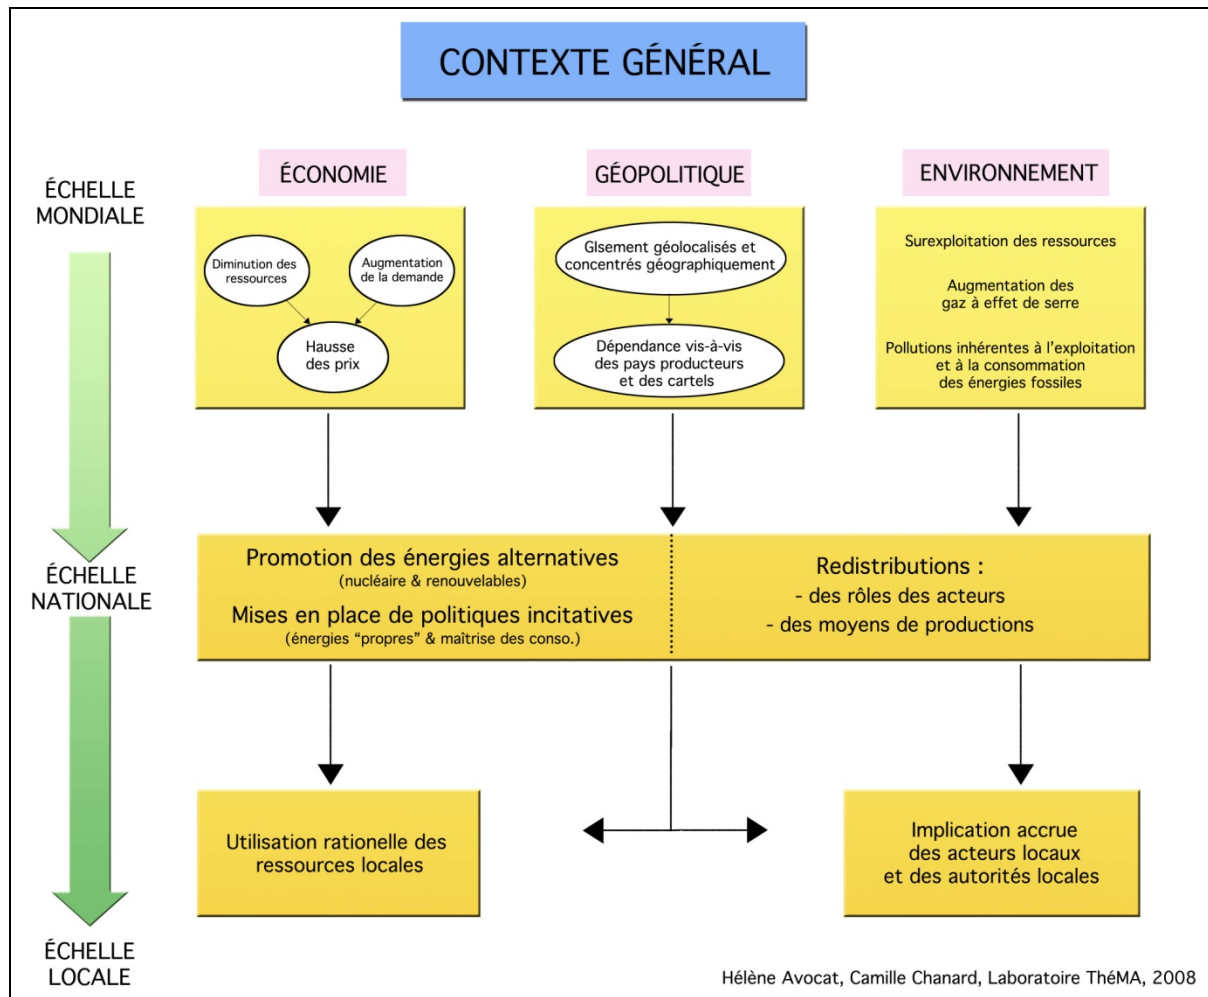 CONTEXTE GÉNÉRAL
ÉCHELLE
MONDIALE
ÉCONOMIE
GÉOPOLITIQUE
ENVIRONNEMENT
Diminution des
ressources
Augmentation
de la demande
Hausse
des prix
GIsement géolocalisés et
concentrés géographiquement
Dépendance vis-à-vis
des pays producteurs
et des cartels
Surexploitation des ressources
Augmentation des
gaz à effet de serre
Pollutions inhérentes à l'exploitation
et à la consommation
des énergies fossiles
ÉCHELLE
NATIONALE
Promotion des énergies alternatives
(nucléaire & renouvelables)
Mises en place de politiques incitatives
(énergies "propres" & maîtrise des conso.)
Redistributions :
- des rôles des acteurs
- des moyens de productions
ÉCHELLE
LOCALE
Utilisation rationelle des
ressources locales
Implication accrue
des acteurs locaux
et des autorités locales
Hélène Avocat, Camille Chanard, Laboratoire ThéMA, 2008